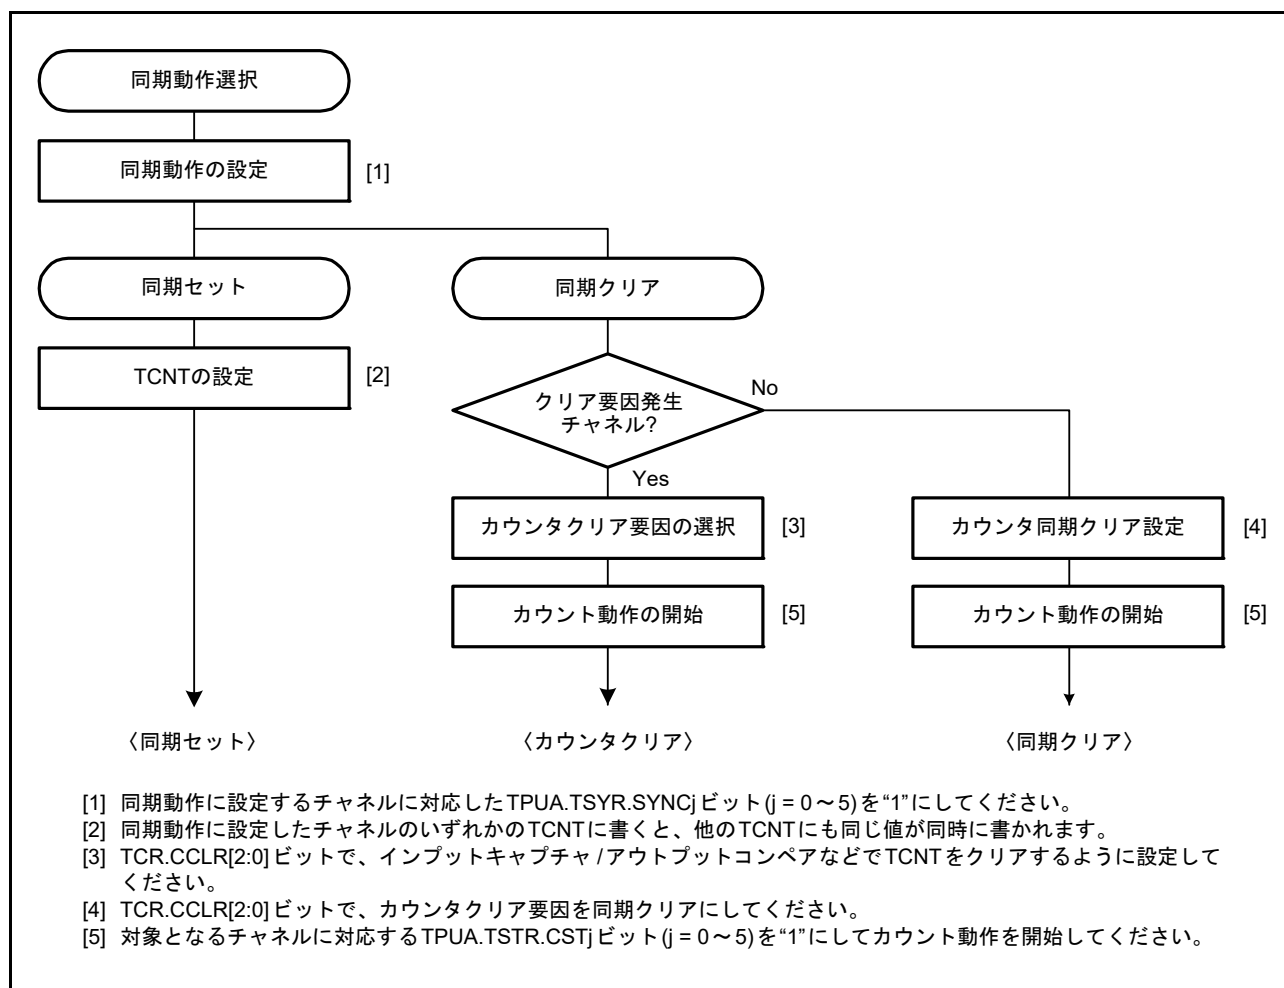 同期動作選択
同期動作の設定 [1]
同期セット 同期クリア
TCNTの設定 [2]
クリア要因発生
チャネル?
No
Yes
カウンタクリア要因の選択 [3] カウンタ同期クリア設定 [4]
カウント動作の開始 [5] カウント動作の開始 [5]
〈同期セット〉 〈カウンタクリア〉 〈同期クリア〉
[1] 同期動作に設定するチャネルに対応したTPUA.TSYR.SYNCjビット(j = 0～5)を“1”にしてください。
[2] 同期動作に設定したチャネルのいずれかのTCNTに書くと、他のTCNTにも同じ値が同時に書かれます。
[3] TCR.CCLR[2:0]ビットで、インプットキャプチャ/アウトプットコンペアなどでTCNTをクリアするように設定して
ください。
[4] TCR.CCLR[2:0]ビットで、カウンタクリア要因を同期クリアにしてください。
[5] 対象となるチャネルに対応するTPUA.TSTR.CSTjビット(j = 0～5)を“1”にしてカウント動作を開始してください。